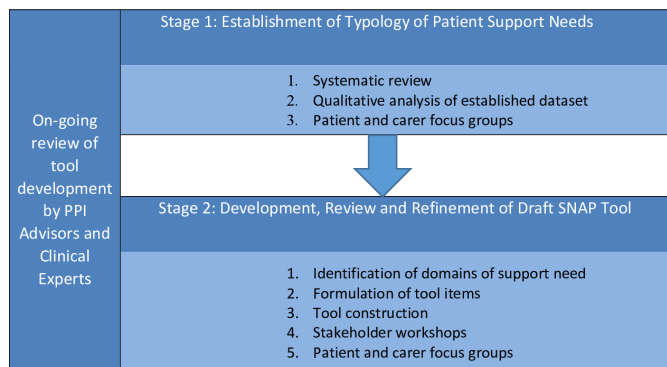 On-going
review of
tool
development
by PPI
Advisors and
Clinical
Experts
Stage 1: Establishment of Typology of Patient Support Needs
1. Systematic review
2. Qualitative analysis of established dataset
3. Patient and carer focus groups
Stage 2: Development, Review and Refinement of Draft SNAP Tool
1. Identification of domains of support need
2. Formulation of tool items
3. Tool construction
4. Stakeholder workshops
5. Patient and carer focus groups